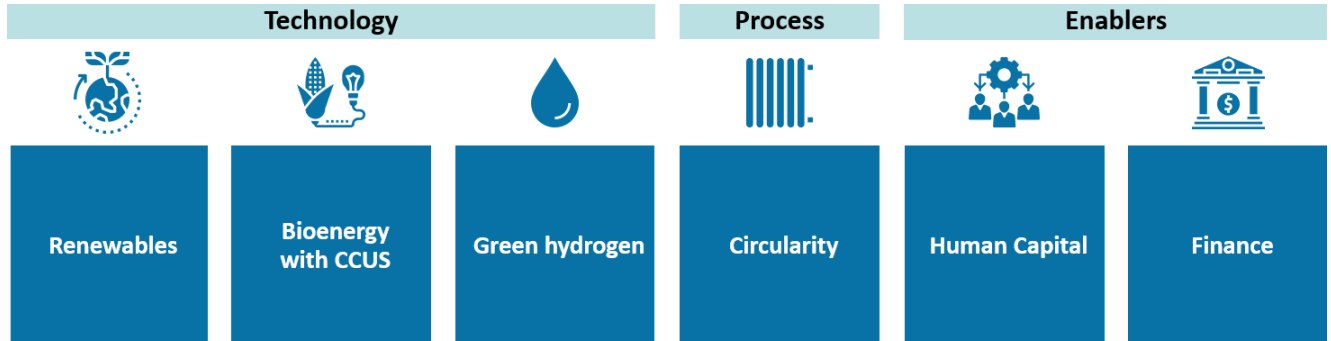 Technology
Process
Enablers
$
Renewables
Bioenergy
with CCUS
Green hydrogen
Circularity
Human Capital
Finance